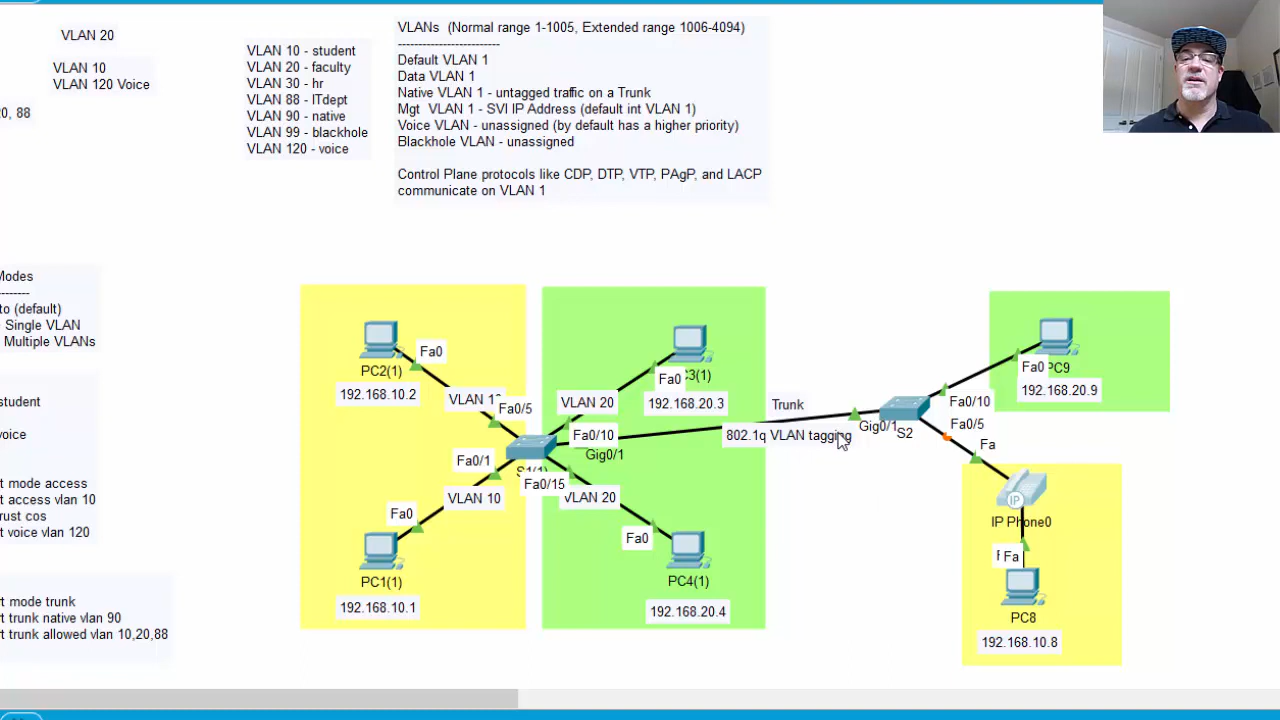 VLAN 20
VLAN 10
VLAN 120 Voice
20, 88
VLAN 10 - student
VLAN 20 - faculty
VLAN 30 - hr
VLAN 88 - ITdept
VLAN 90 - native
VLAN 99 - blackhole
VLAN 120 - voice
VLANs (Normal range 1-1005, Extended range 1006-4094)
-------------------------
Default VLAN 1
Data VLAN 1
Native VLAN 1 - untagged traffic on a Trunk
Mgt VLAN 1 - SVI IP Address (default int VLAN 1)
Voice VLAN - unassigned (by default has a higher priority)
Blackhole VLAN - unassigned
Control Plane protocols like CDP, DTP, VTP, PAgP, and LACP
communicate on VLAN 1
Modes
--------
to (default)
Single VLAN
Multiple VLANs
student
voice
t mode access
t access vlan 10
rust cos
t voice vlan 120
t mode trunk
t trunk native vlan 90
t trunk allowed vlan 10,20,88
PC2(1)
192.168.10.2
Fa0
VLAN 10
Fa0/5
Fa0/1
VLAN 10
Fa0
PC1(1)
192.168.10.1
C3(1)
Fa0
192.168.20.3
VLAN 20
Fa0/10
Gig0/1
S1(1)
Fa0/15
VLAN 20
Fa0
PC4(1)
192.168.20.4
Trunk
802.1q VLAN tagging
Gig0/1
S2
Fa0/10
Fa0/5
Fa
PC9
Fa0
192.168.20.9
IP
IP Phone0
Fa
PC8
192.168.10.8